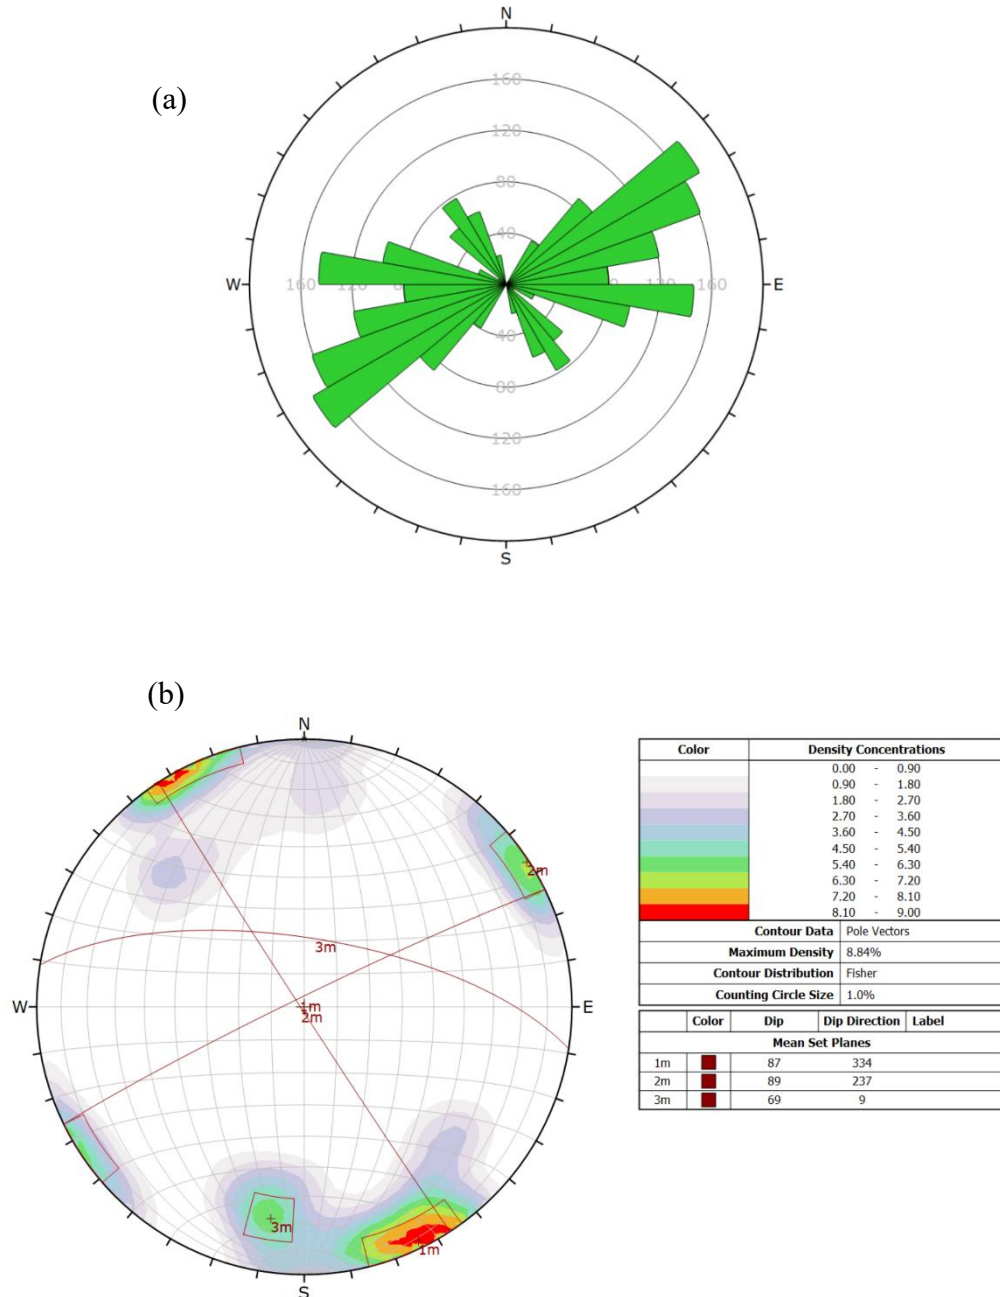 (a)
N
160
120
80
40
W
160
120
80
160
E
40
80
120
160
S
(b)
N
2m
3m
W
1m
2m
E
3m
1m
S
Color Density Concentrations
0.00 - 0.90
0.90 - 1.80
1.80 - 2.70
2.70 - 3.60
3.60 - 4.50
4.50 - 5.40
5.40 - 6.30
6.30 - 7.20
7.20 - 8.10
8.10 - 9.00
Contour Data Pole Vectors
Maximum Density 8.84%
Contour Distribution Fisher
Counting Circle Size 1.0%
Color Dip Dip Direction Label
Mean Set Planes
1m 87 334
2m 89 237
3m 69 9